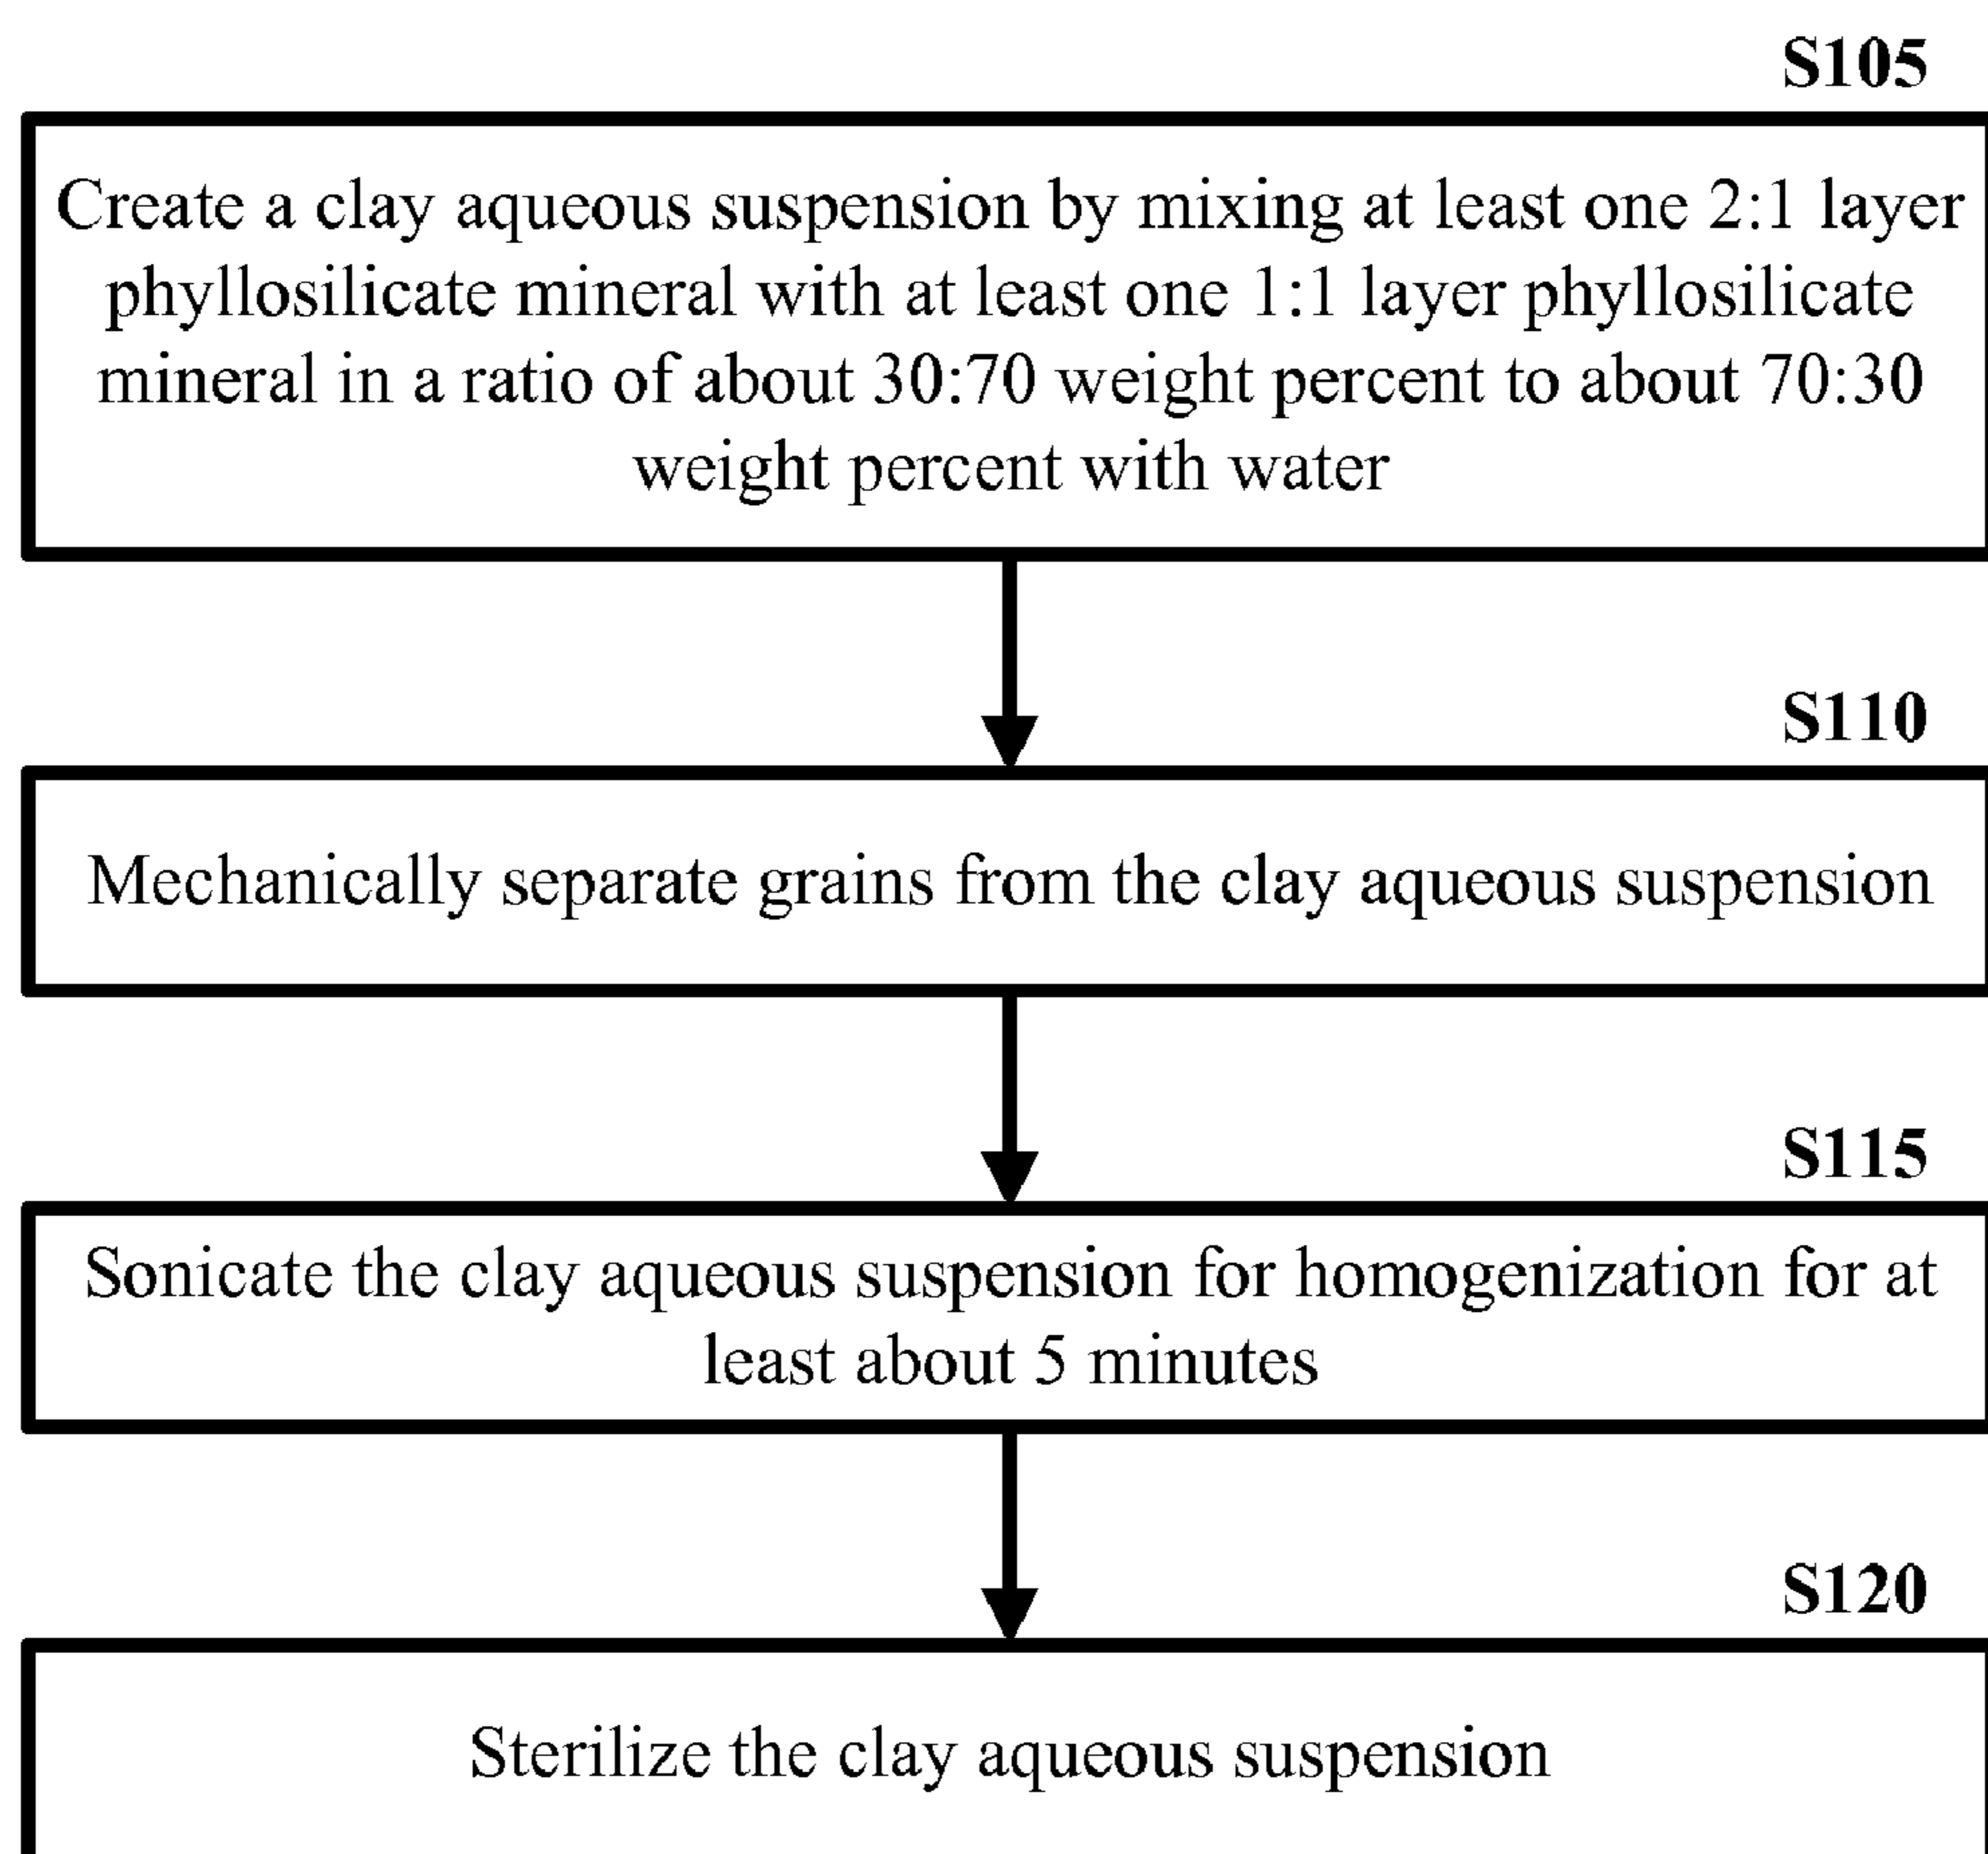 S105
Create a clay aqueous suspension by mixing at least one 2:1 layer
phyllosilicate mineral with at least one 1:1 layer phyllosilicate
mineral in a ratio of about 30:70 weight percent to about 70:30
weight percent with water
S110
Mechanically separate grains from the clay aqueous suspension
S115
Sonicate the clay aqueous suspension for homogenization for at
least about 5 minutes
S120
Sterilize the clay aqueous suspension